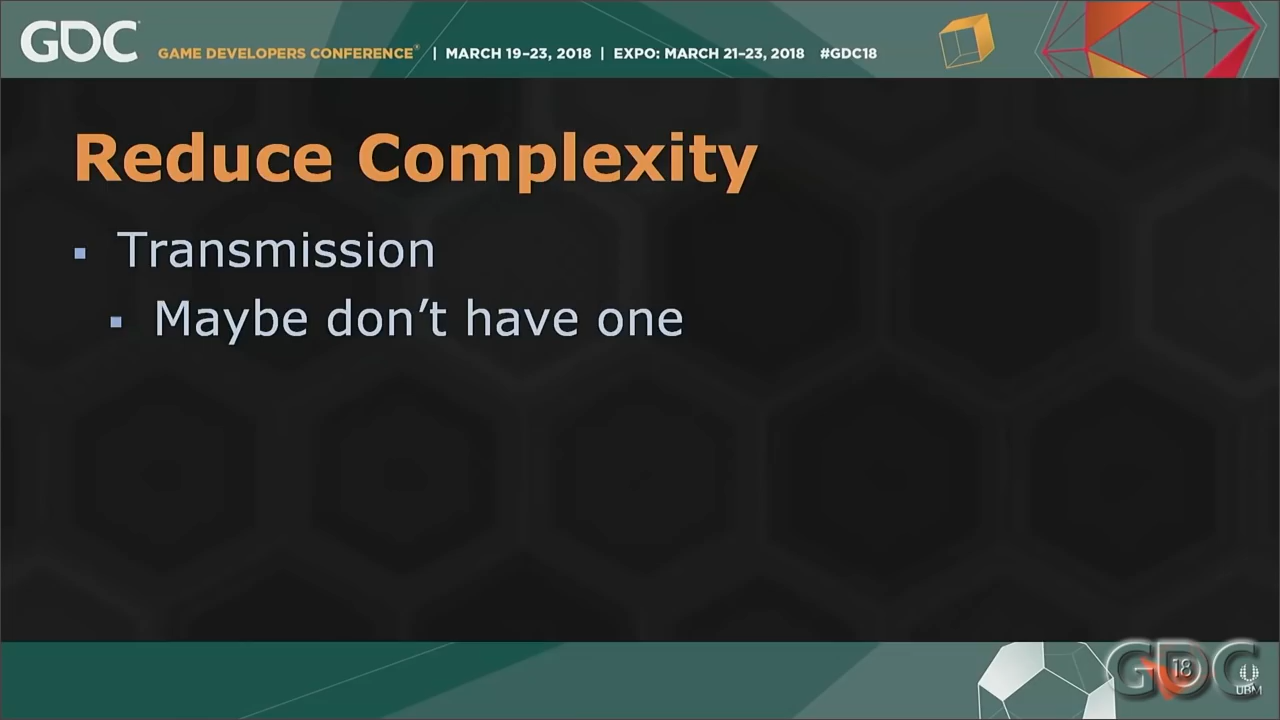 GDC GAME DEVELOPERS CONFERENCE® | MARCH 19–23, 2018 | EXPO: MARCH 21–23, 2018 #GDC18
Reduce Complexity
▪ Transmission
▪ Maybe don’t have one
GDC 18 UBM